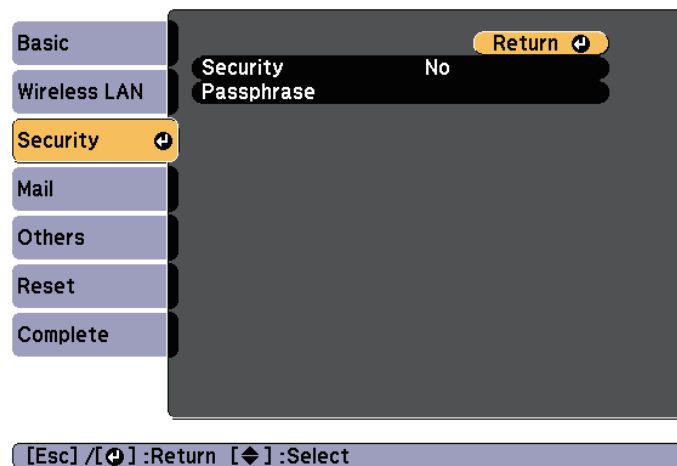 Basic
Return
Security No
Wireless LAN
Passphrase
Security
Mail
Others
Reset
Complete
[Esc] /[⏎] :Return [◆] :Select